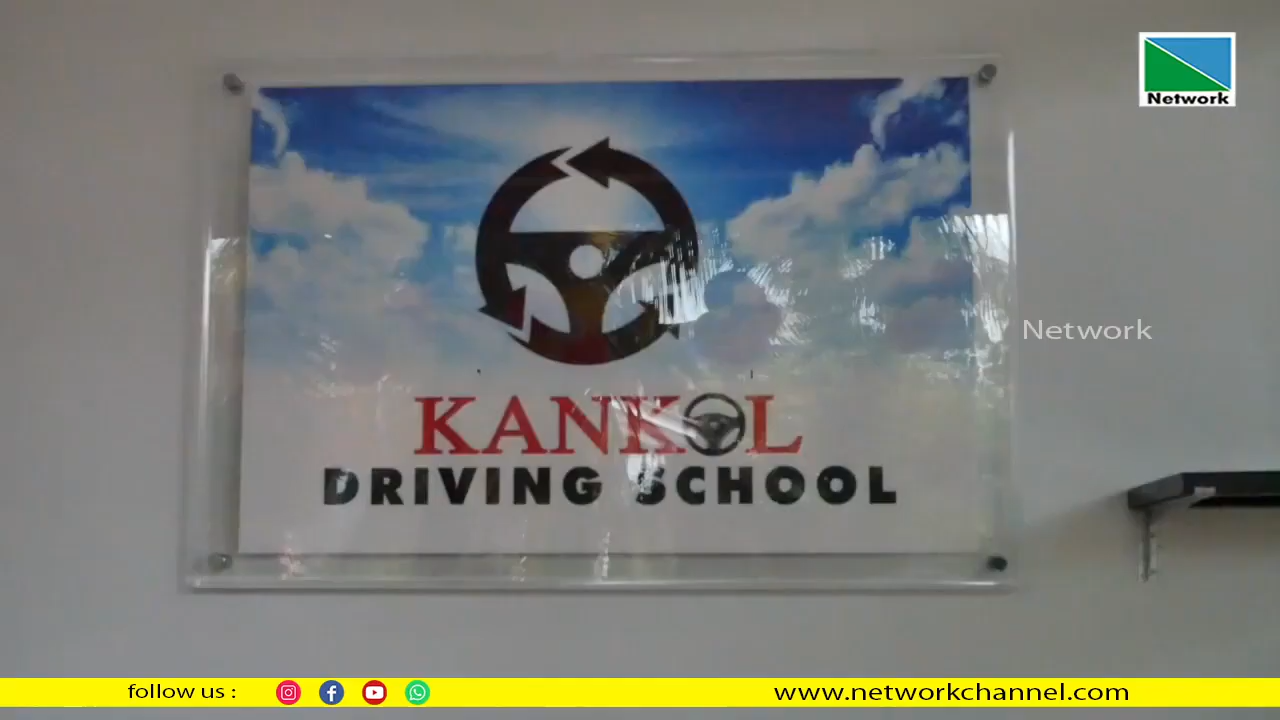 Network
Network
KANKOL
DRIVING SCHOOL
follow us :
www.networkchannel.com